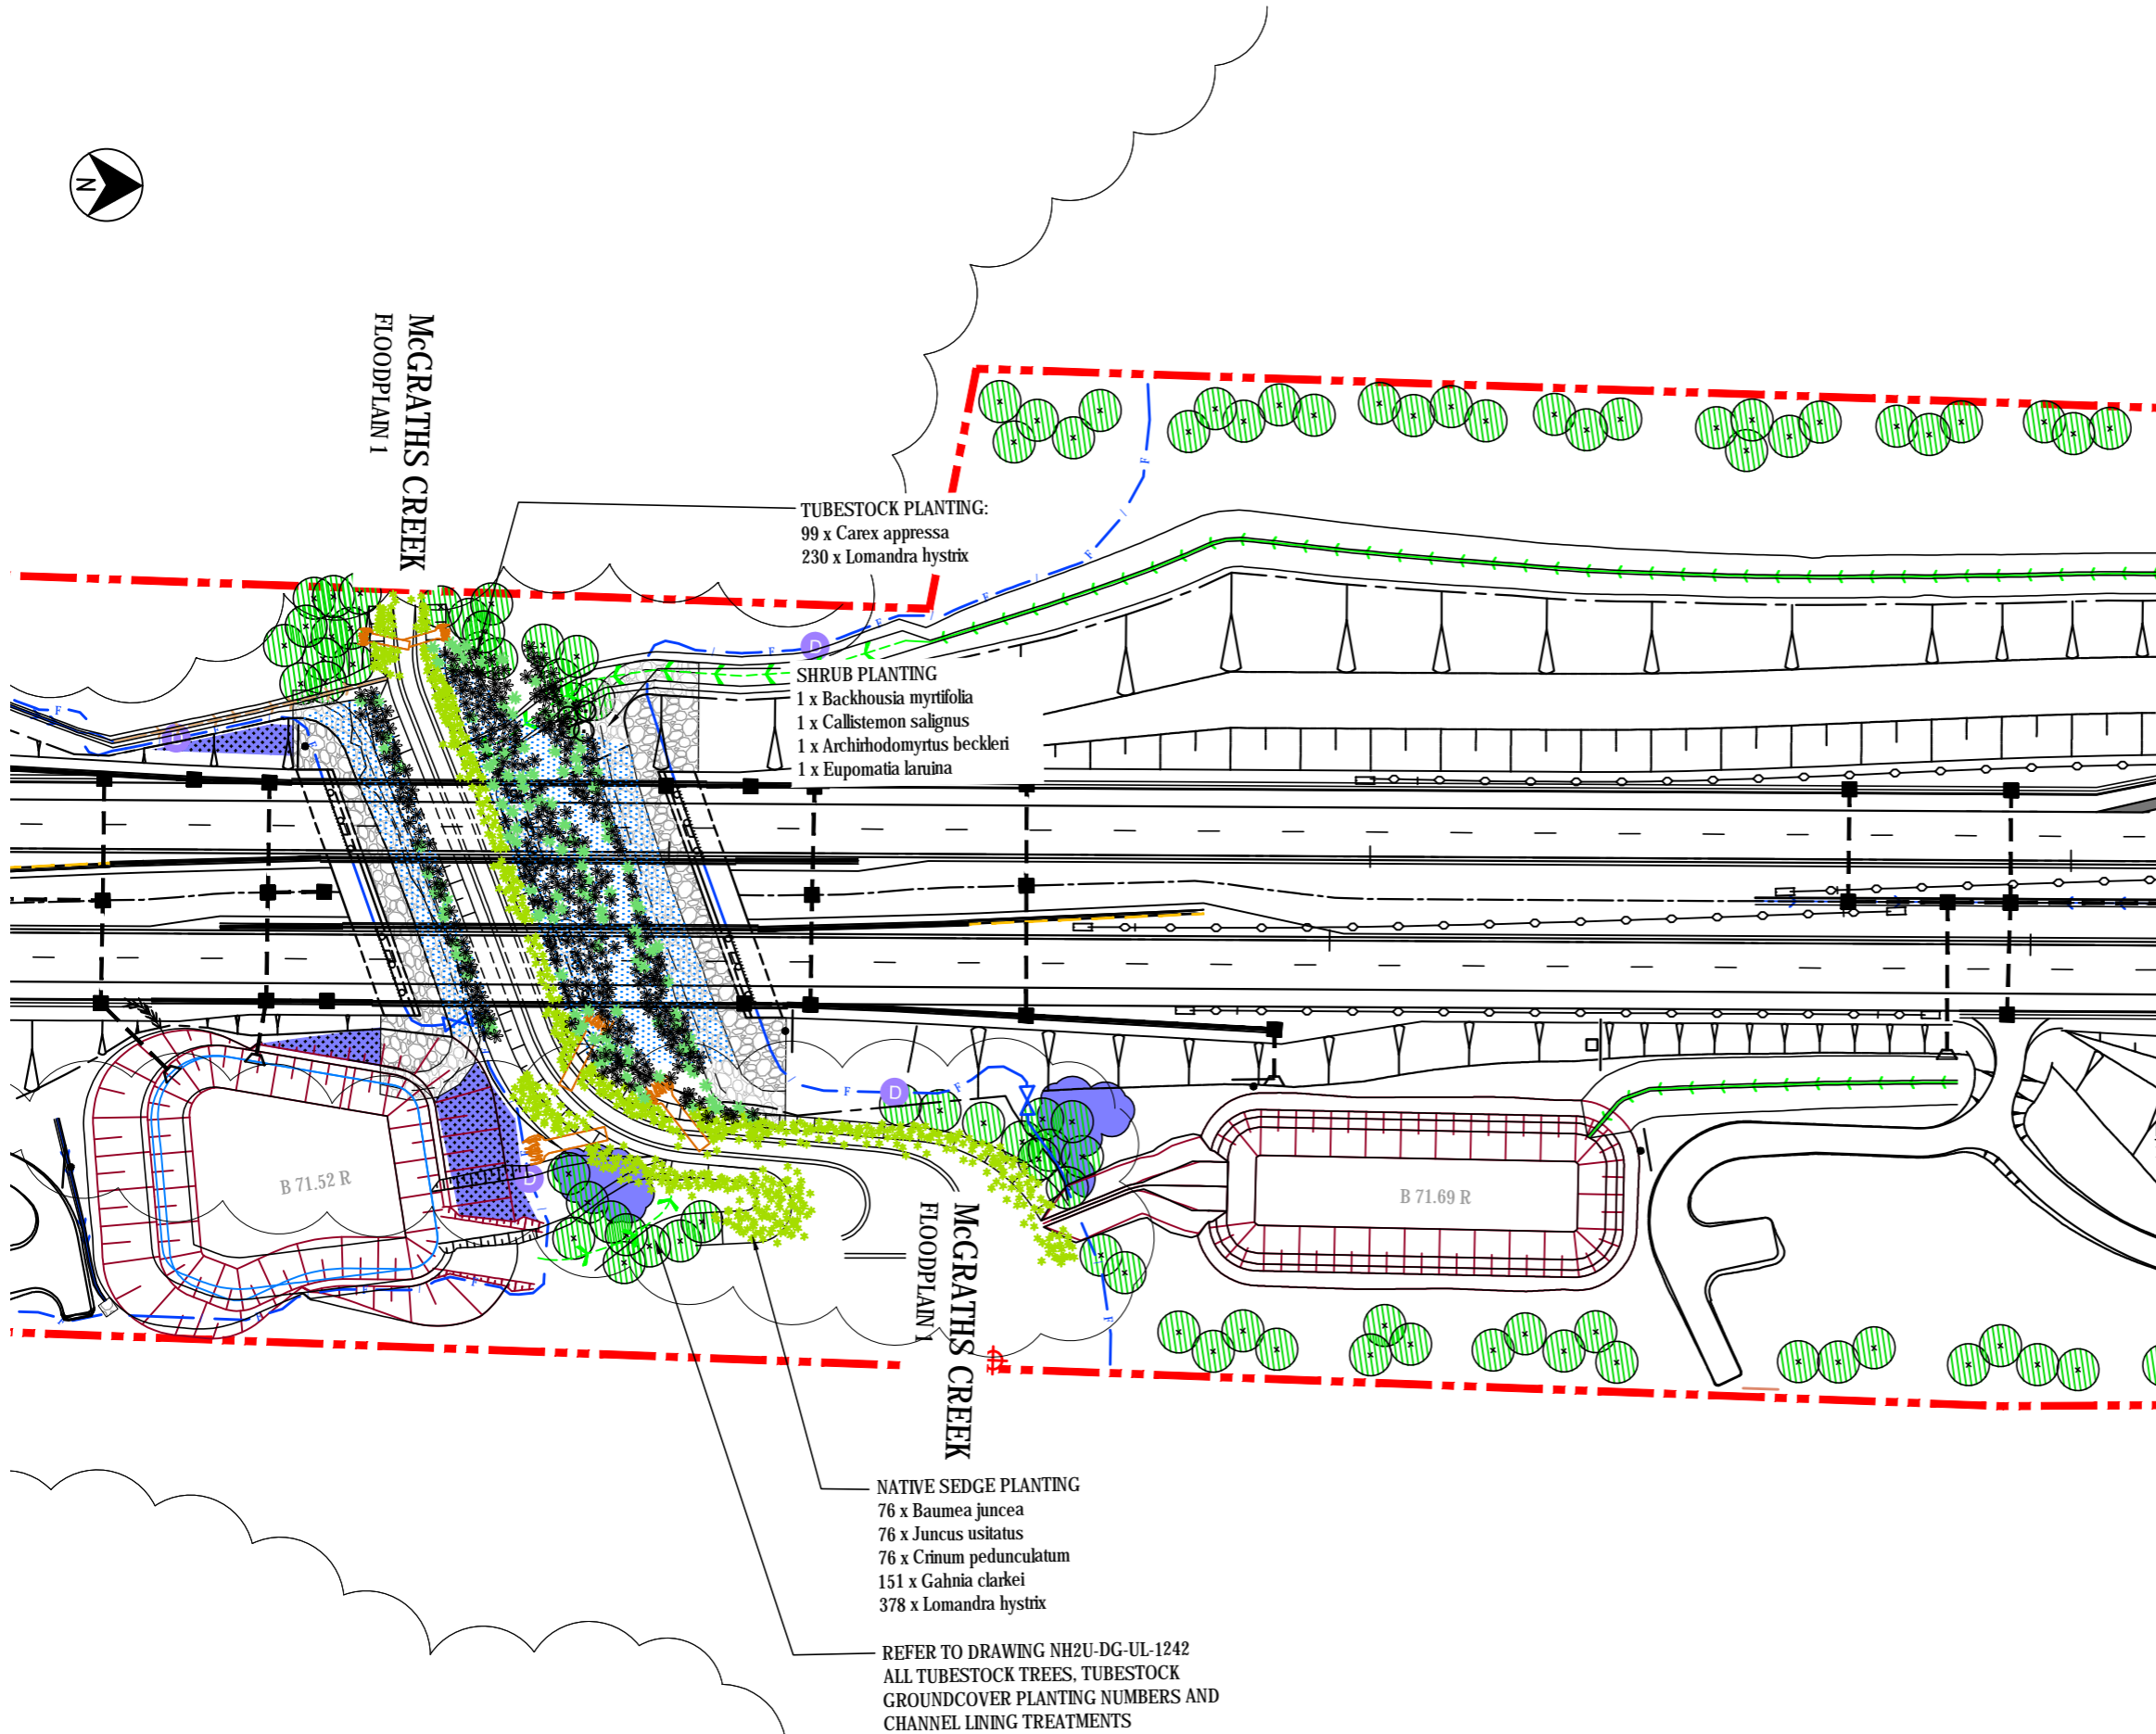 N
McGRATHS CREEK
FLOODPLAIN 1
TUBESTOCK PLANTING:
99 x Carex appressa
230 x Lomandra hystrix
F
F
F
F
F
D
SHRUB PLANTING
1 x Backhousia myrtifolia
1 x Callistemon salignus
1 x Archirhodomyrtus beckleri
1 x Eupomatia laruina
F
D
F
F
F
F
D
D
B 71.52 R
B 71.69 R
F
F
F
McGRATHS CREEK
FLOODPLAIN 1
NATIVE SEDGE PLANTING
76 x Baumea juncea
76 x Juncus usitatus
76 x Crinum pedunculatum
151 x Gahnia clarkei
378 x Lomandra hystrix
REFER TO DRAWING NH2U-DG-UL-1242
ALL TUBESTOCK TREES, TUBESTOCK
GROUNDCOVER PLANTING NUMBERS AND
CHANNEL LINING TREATMENTS